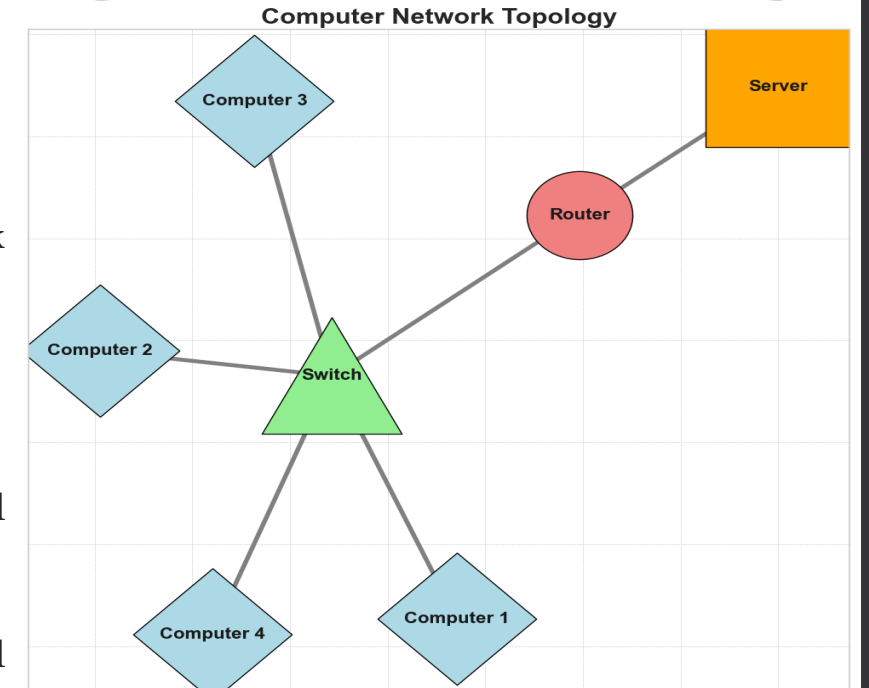 Computer Network Topology
Computer 3
Server
Router
k
Computer 2
Switch
l
Computer 1
Computer 4
l